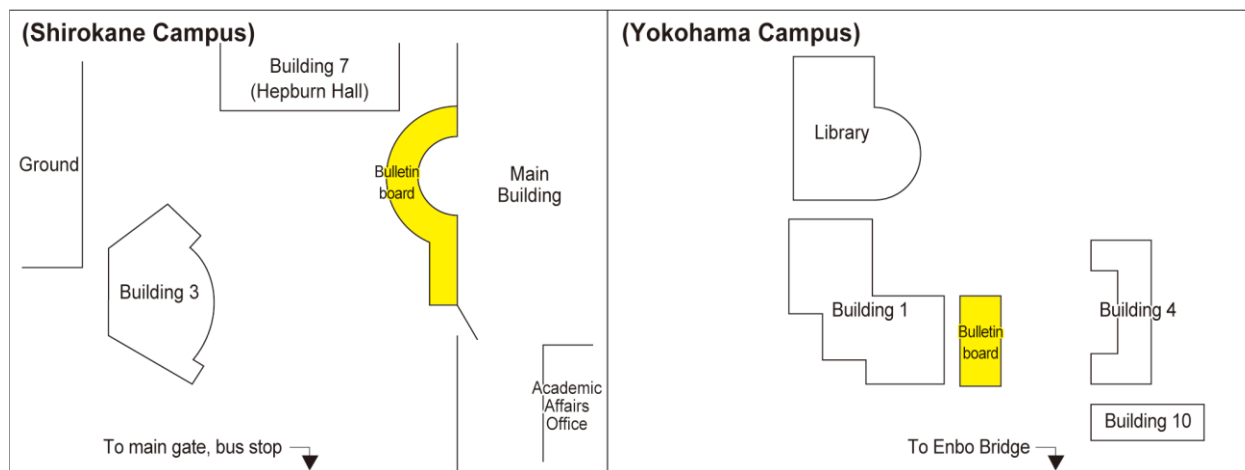 (Shirokane Campus)
Building 7
(Hepburn Hall)
Ground
Bulletin
board
Main
Building
Building 3
Academic
Affairs
Office
To main gate, bus stop
(Yokohama Campus)
Library
Building 1
Bulletin
board
Building 4
Building 10
To Enbo Bridge